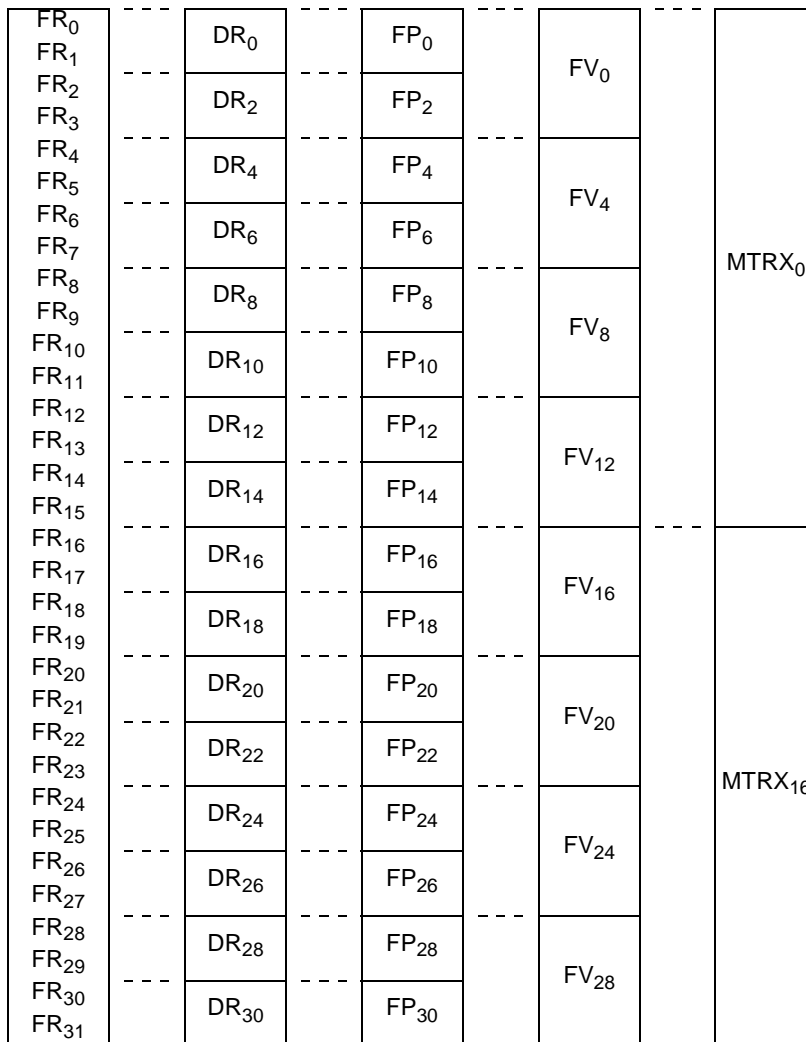 FR0 DR0 FP0 FV0 MTRX0
FR1
FR2 DR2 FP2
FR3
FR4 DR4 FP4 FV4
FR5
FR6 DR6 FP6
FR7
FR8 DR8 FP8 FV8
FR9
FR10 DR10 FP10
FR11
FR12 DR12 FP12 FV12
FR13
FR14 DR14 FP14
FR15
FR16 DR16 FP16 FV16 MTRX16
FR17
FR18 DR18 FP18
FR19
FR20 DR20 FP20 FV20
FR21
FR22 DR22 FP22
FR23
FR24 DR24 FP24 FV24
FR25
FR26 DR26 FP26
FR27
FR28 DR28 FP28 FV28
FR29
FR30 DR30 FP30
FR31